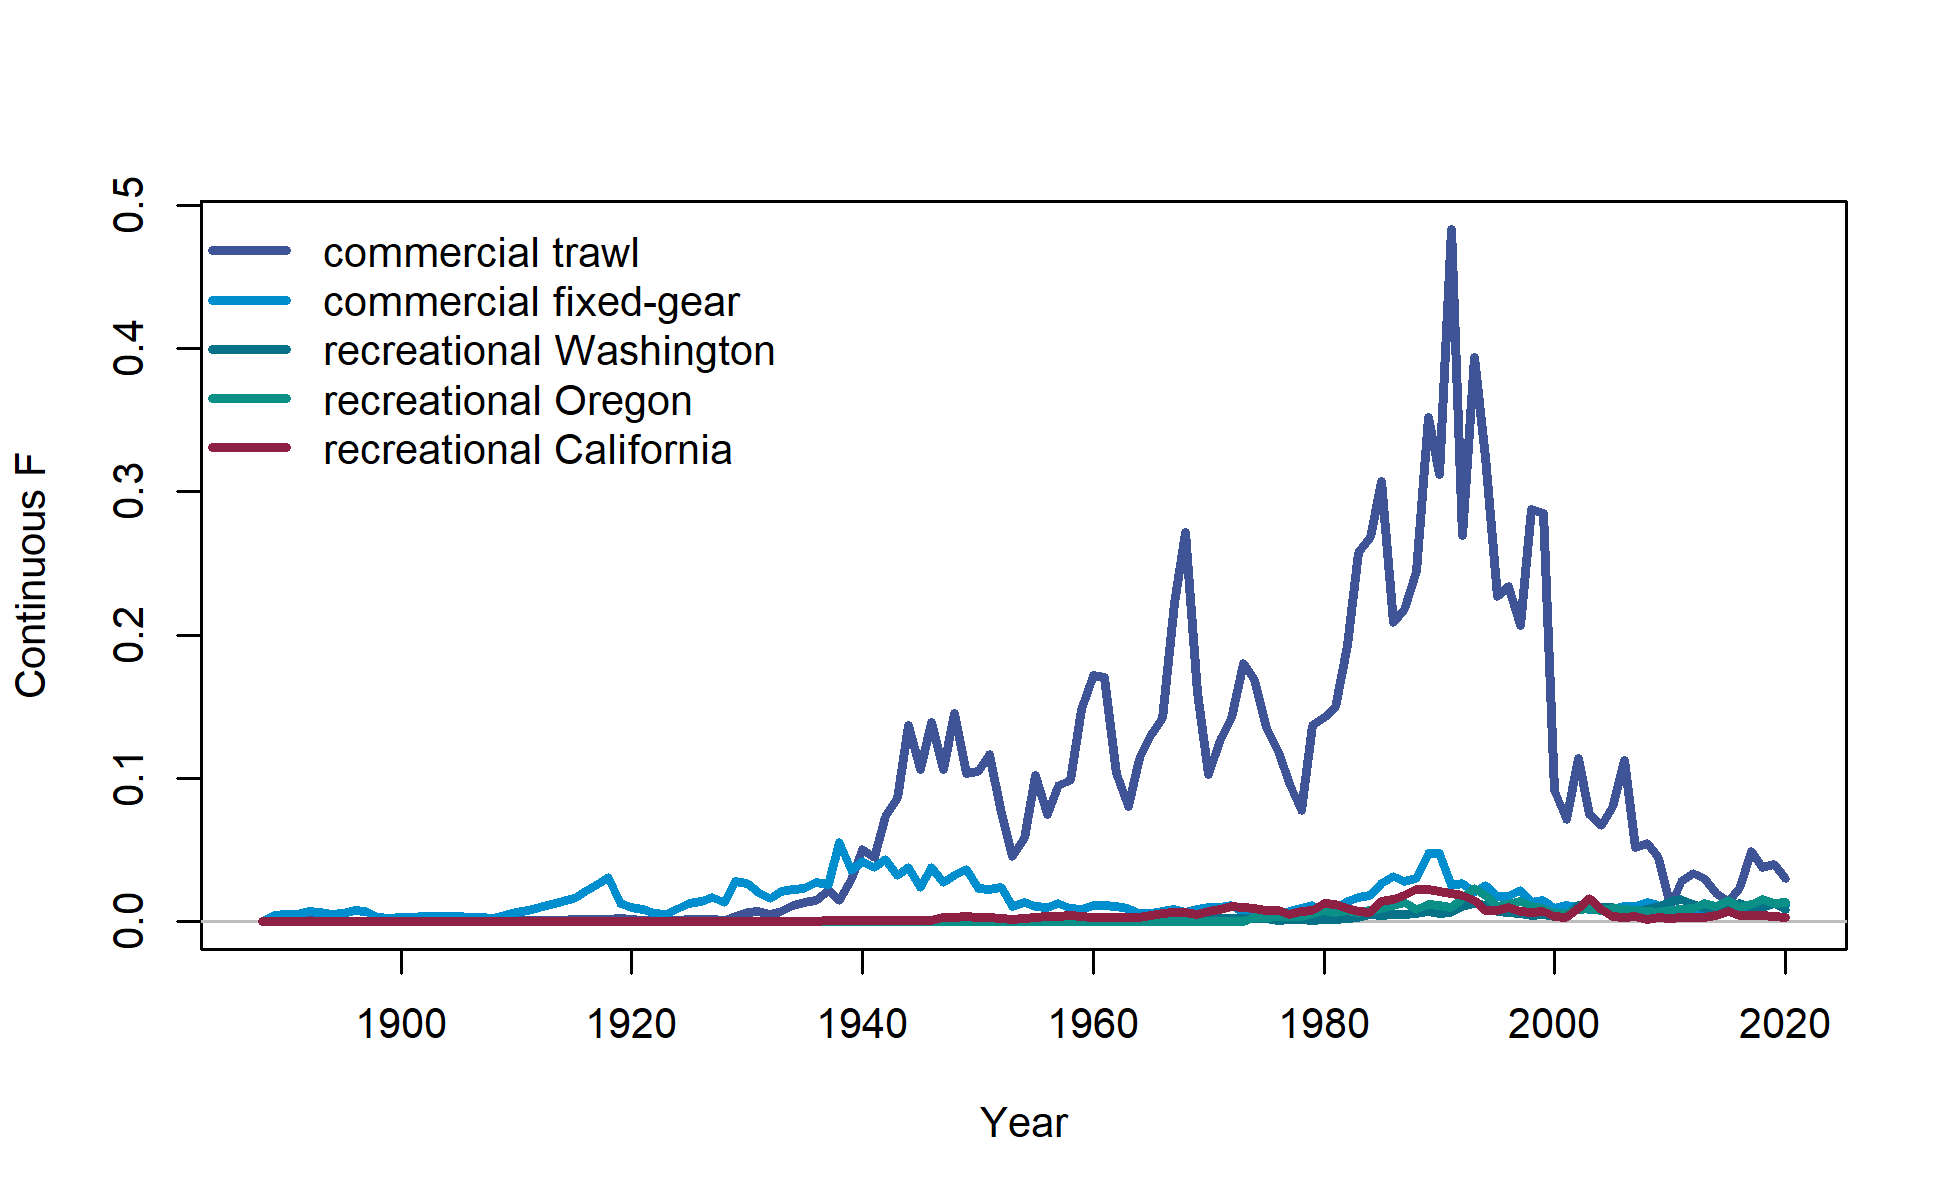 commercial trawl
commercial fixed-gear
recreational Washington
recreational Oregon
recreational California
Continuous F
0.5
0.4
0.3
0.2
0.1
0.0
1900 1920 1940 1960 1980 2000 2020
Year